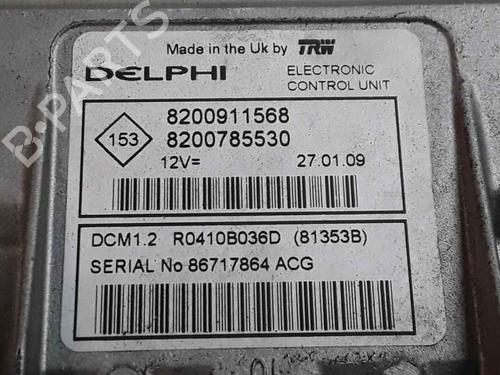 Made in the Uk by TRW
DELPHI ELECTRONIC
CONTROL UNIT
153
8200911568
8200785530
12V= 27.01.09
DCM1.2 R0410B036D (81353B)
SERIAL No 86717864 ACG
B-PARTS